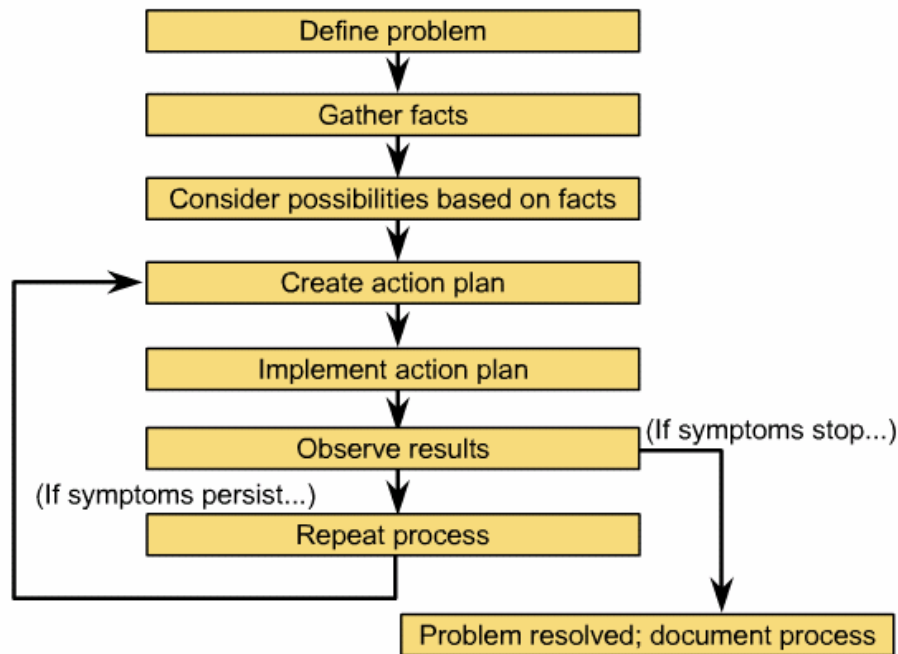 Define problem
Gather facts
Consider possibilities based on facts
Create action plan
Implement action plan
Observe results
(If symptoms stop...)
(If symptoms persist...)
Repeat process
Problem resolved; document process